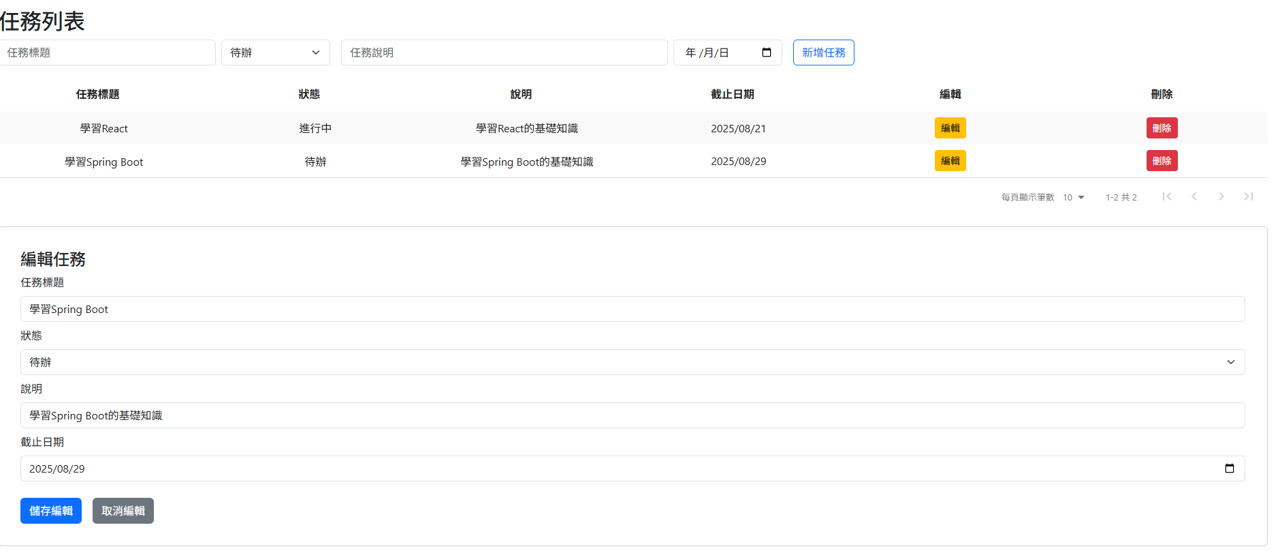 任務列表
任務標題 待辦 任務說明 年 /月/日 新增任務
任務標題 狀態 說明 截止日期 編輯 刪除
學習React 進行中 學習React的基礎知識 2025/08/21 編輯 刪除
學習Spring Boot 待辦 學習Spring Boot的基礎知識 2025/08/29 編輯 刪除
每頁顯示筆數 10 1-2 共 2
編輯任務
任務標題
學習Spring Boot
狀態
待辦
說明
學習Spring Boot的基礎知識
截止日期
2025/08/29
儲存編輯 取消編輯